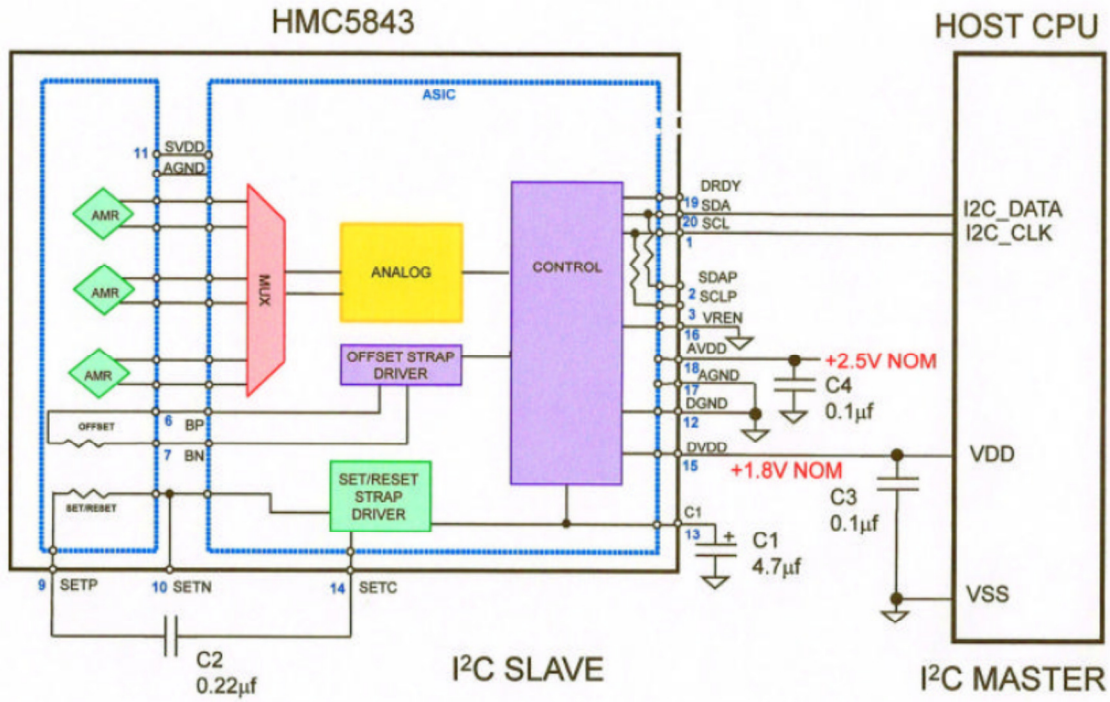 HMC5843
HOST CPU
ASIC
11
SVDD
AGND
AMR
AMR
AMR
MUX
ANALOG
OFFSET STRAP
DRIVER
CONTROL
DRDY
19
SDA
20
SCL
1
SDAP
2
SCLP
3
VREN
16
AVDD
18
AGND
17
DGND
12
DVDD
15
I2C_DATA
I2C_CLK
+2.5V NOM
C4
0.1µf
+1.8V NOM
VDD
C3
0.1µf
VSS
OFFSET
6
BP
7
BN
SET/RESET
SET/RESET
STRAP
DRIVER
C1
13
+
C1
4.7µf
9
SETP
10
SETN
14
SETC
C2
0.22µf
I²C SLAVE
I²C MASTER